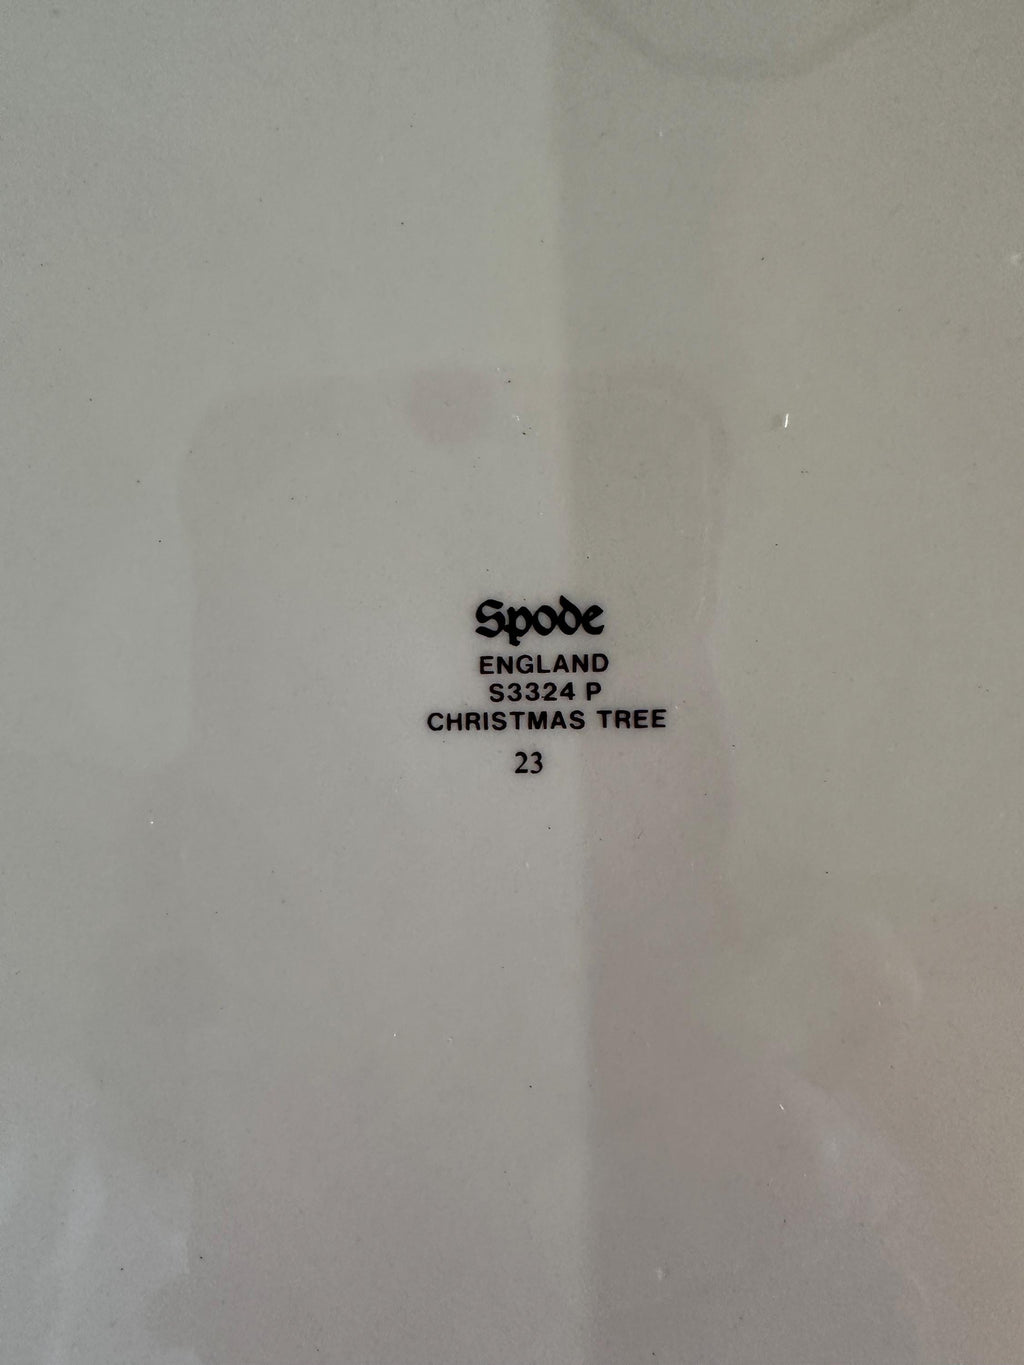 Spode
ENGLAND
S3324 P
CHRISTMAS TREE
23